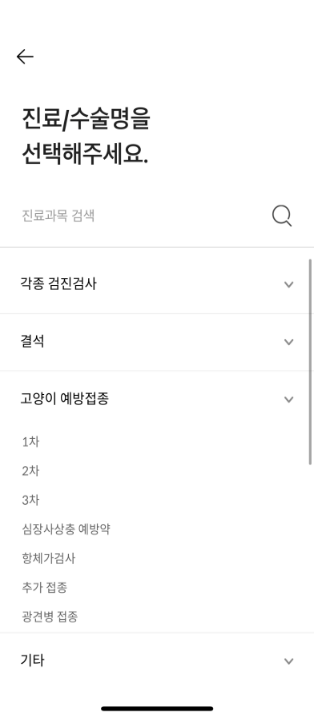 진료/수술명을
선택해주세요.
진료과목 검색
각종 검진검사
결석
고양이 예방접종
1차
2차
3차
심장사상충 예방약
항체가검사
추가 접종
광견병 접종
기타